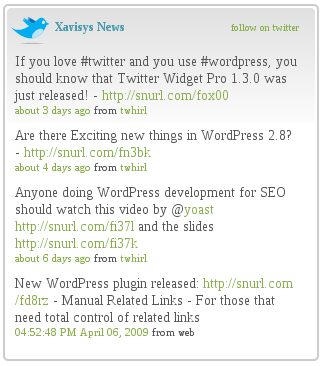 Xavisys News
follow on twitter
If you love #twitter and you use #wordpress, you
should know that Twitter Widget Pro 1.3.0 was
just released! - http://snurl.com/fox00
about 3 days ago from twhirl
Are there Exciting new things in WordPress 2.8?
- http://snurl.com/fn3bk
about 4 days ago from twhirl
Anyone doing WordPress development for SEO
should watch this video by @yoast
http://snurl.com/fi37l and the slides
http://snurl.com/fi37k
about 6 days ago from twhirl
New WordPress plugin released: http://snurl.com
/fd8rz - Manual Related Links - For those that
need total control of related links
04:52:48 PM April 06, 2009 from web